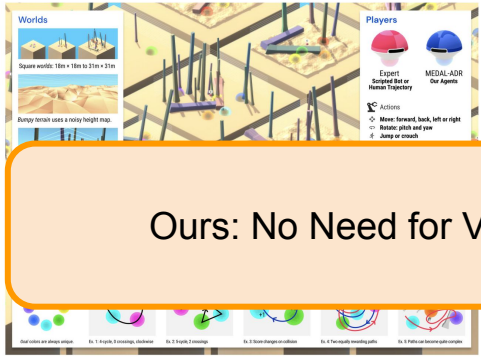 Worlds
Square worlds: 18m × 18m to 31m × 31m
Bumpy terrain uses a noisy height map.
Players
Expert
Scripted Bot or
Human Trajectory
MEDAL-ADR
Our Agents
Actions
Move: forward, back, left or right
Rotate: pitch and yaw
Jump or crouch
Ours: No Need for V
Goal colors are always unique.
Ex. 1: 4-cycle, 0 crossings, clockwise
Ex. 2: 5-cycle, 2 crossings
Ex. 3: Score changes on collision
Ex. 4: Two equally rewarding paths
Ex. 5: Paths can become quite complex